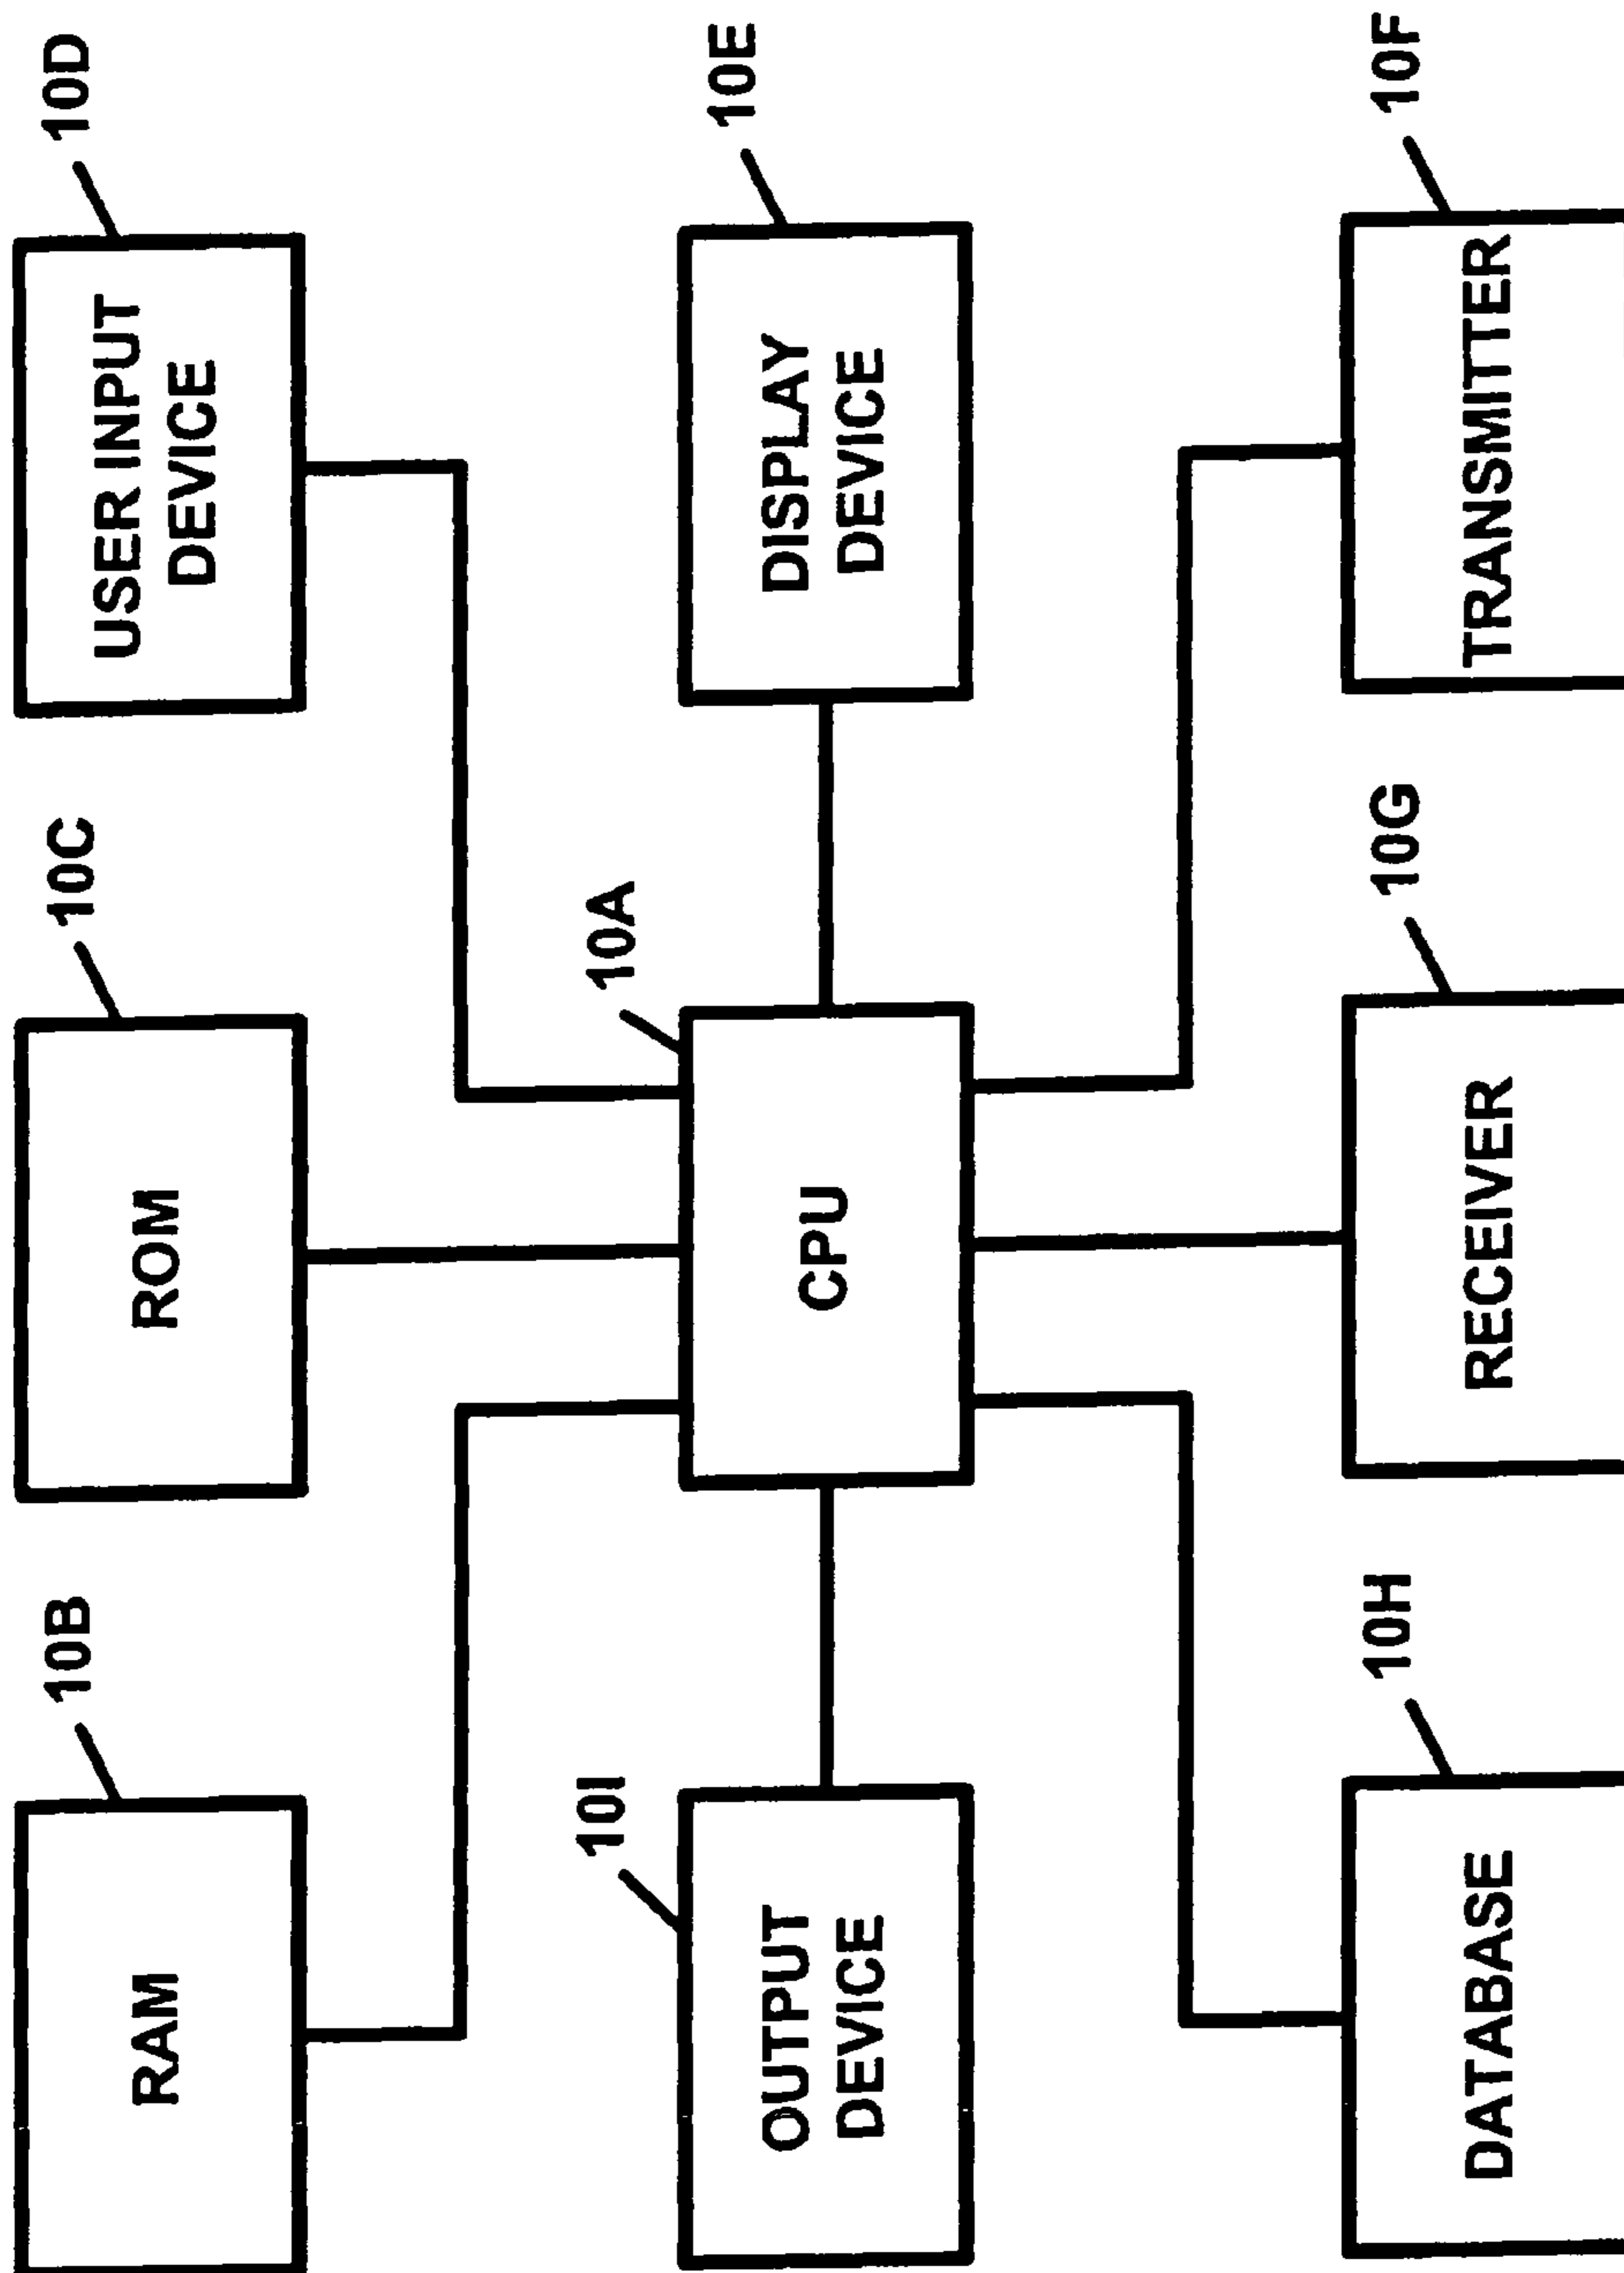 10B
10C
10D
RAM
ROM
USER INPUT
DEVICE
10I
10A
10E
OUTPUT
DEVICE
CPU
DISPLAY
DEVICE
10H
10G
10F
DATABASE
RECEIVER
TRANSMITTER